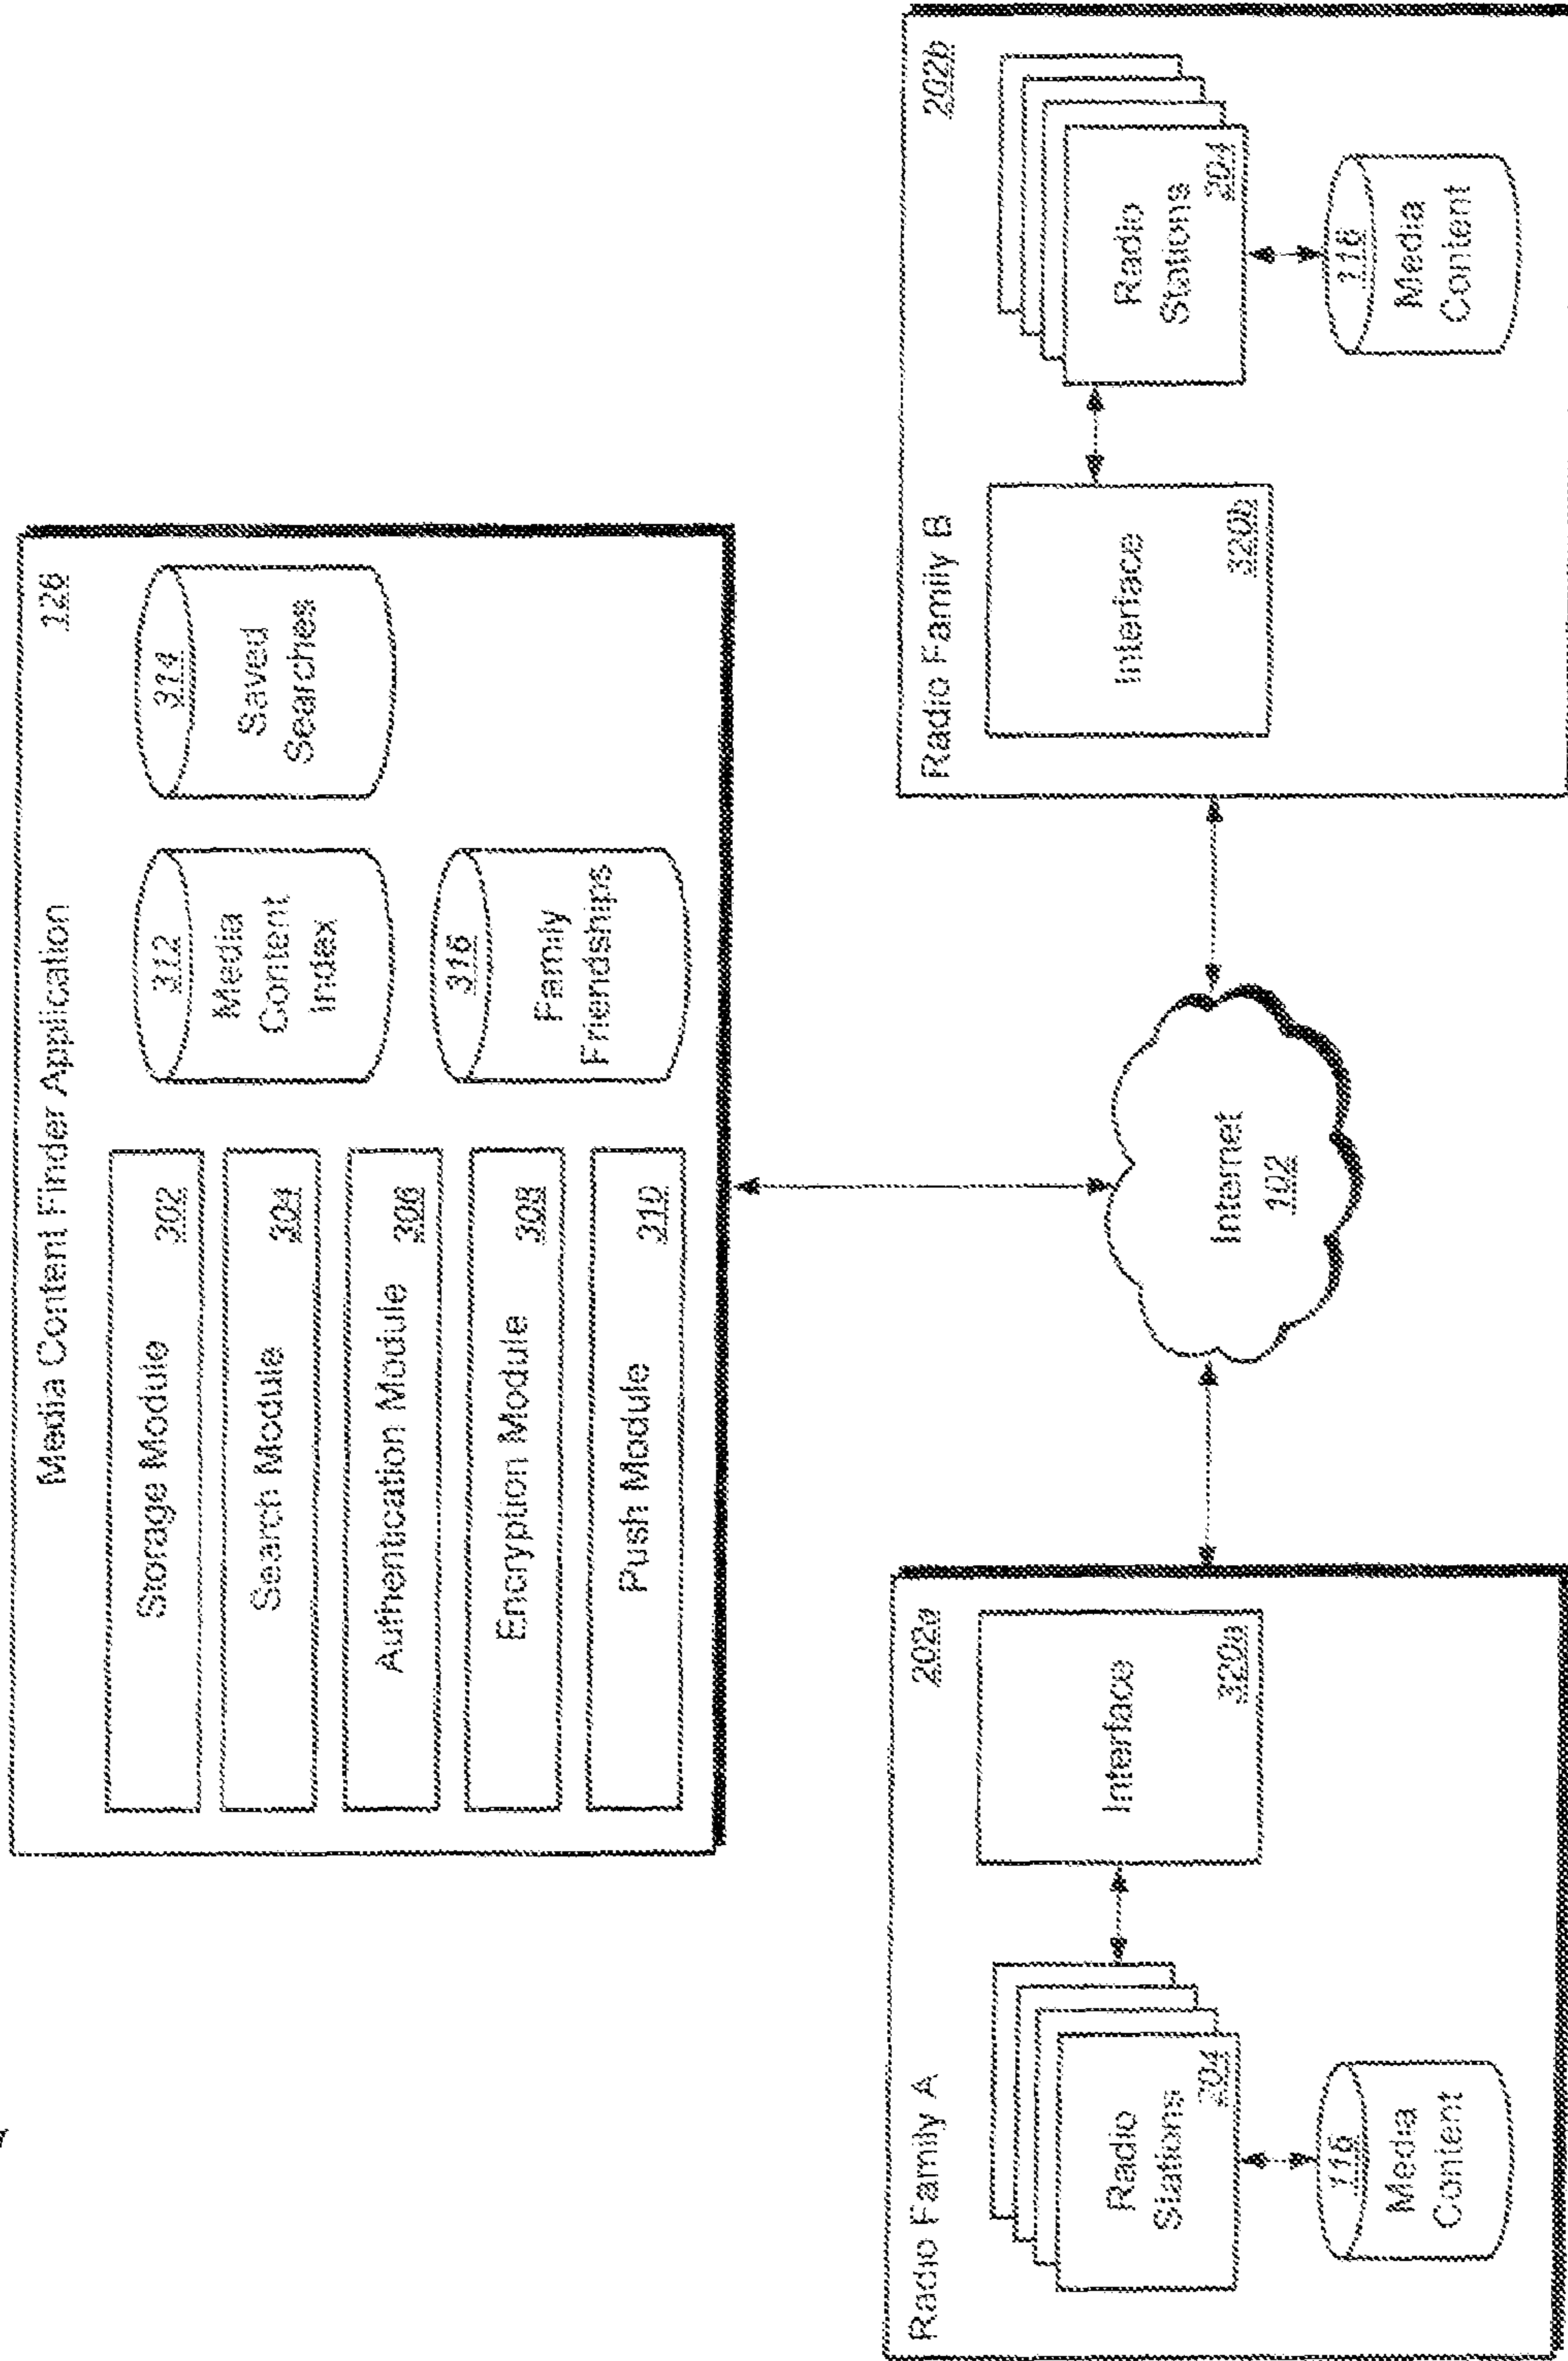 Media Content Finder Application
126
Storage Module 302
Search Module 304
Authentication Module 306
Encryption Module 308
Push Module 310
312
Media
Content
Index
314
Saved
Searches
316
Family
Friendships
Internet
102
Radio Family A
202a
Radio
Stations
204
Interface
320a
116
Media
Content
Radio Family B
202b
Interface
320b
Radio
Stations
204
116
Media
Content